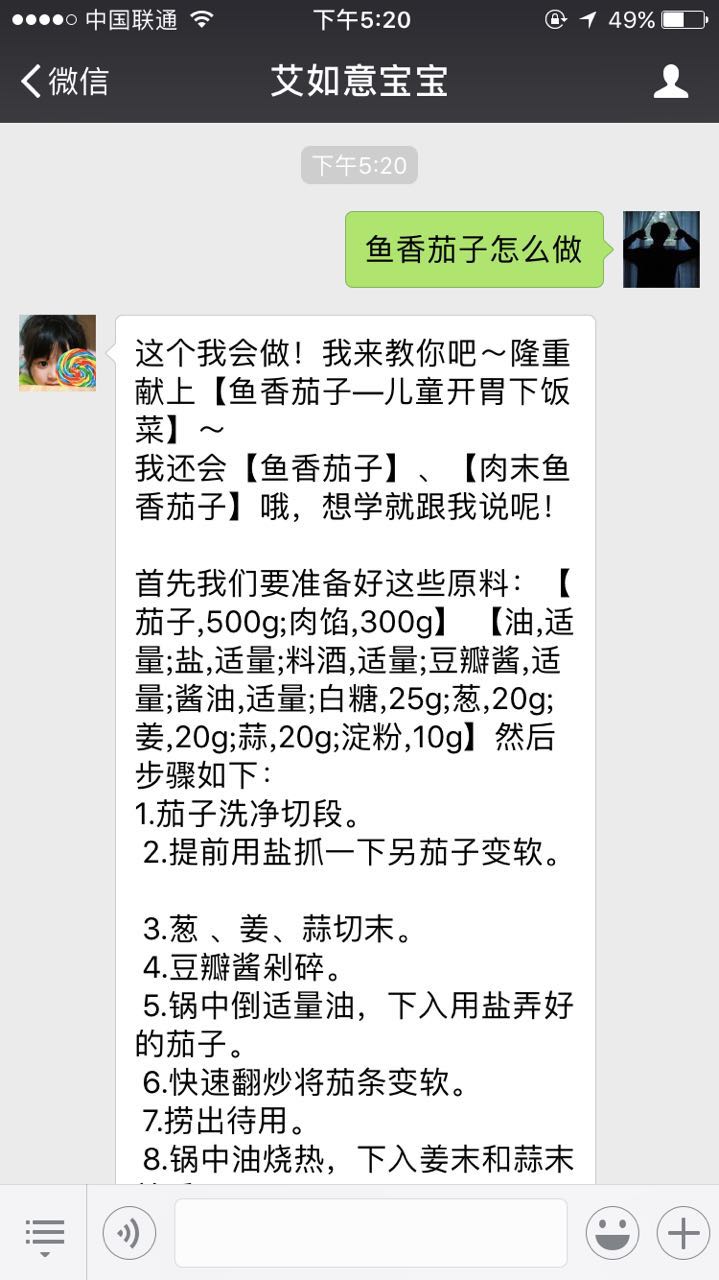 中国联通 下午5:20 49%
微信 艾如意宝宝
下午5:20
鱼香茄子怎么做
这个我会做！我来教你吧～隆重
献上【鱼香茄子—儿童开胃下饭
菜】～
我还会【鱼香茄子】、【肉末鱼
香茄子】哦，想学就跟我说呢！
首先我们要准备好这些原料：【
茄子,500g;肉馅,300g】 【油,适
量;盐,适量;料酒,适量;豆瓣酱,适
量;酱油,适量;白糖,25g;葱,20g;
姜,20g;蒜,20g;淀粉,10g】然后
步骤如下：
1.茄子洗净切段。
2.提前用盐抓一下另茄子变软。
3.葱 、姜、蒜切末。
4.豆瓣酱剁碎。
5.锅中倒适量油，下入用盐弄好
的茄子。
6.快速翻炒将茄条变软。
7.捞出待用。
8.锅中油烧热，下入姜末和蒜末